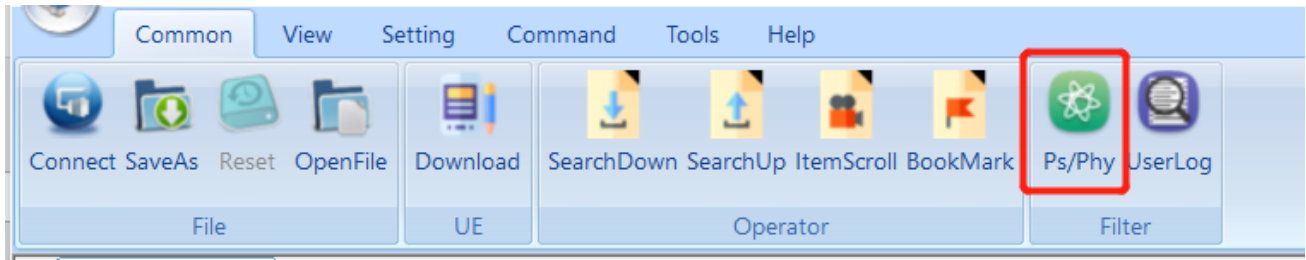 Common View Setting Command Tools Help
Connect SaveAs Reset OpenFile Download SearchDown SearchUp ItemScroll BookMark Ps/Phy UserLog
File UE Operator Filter